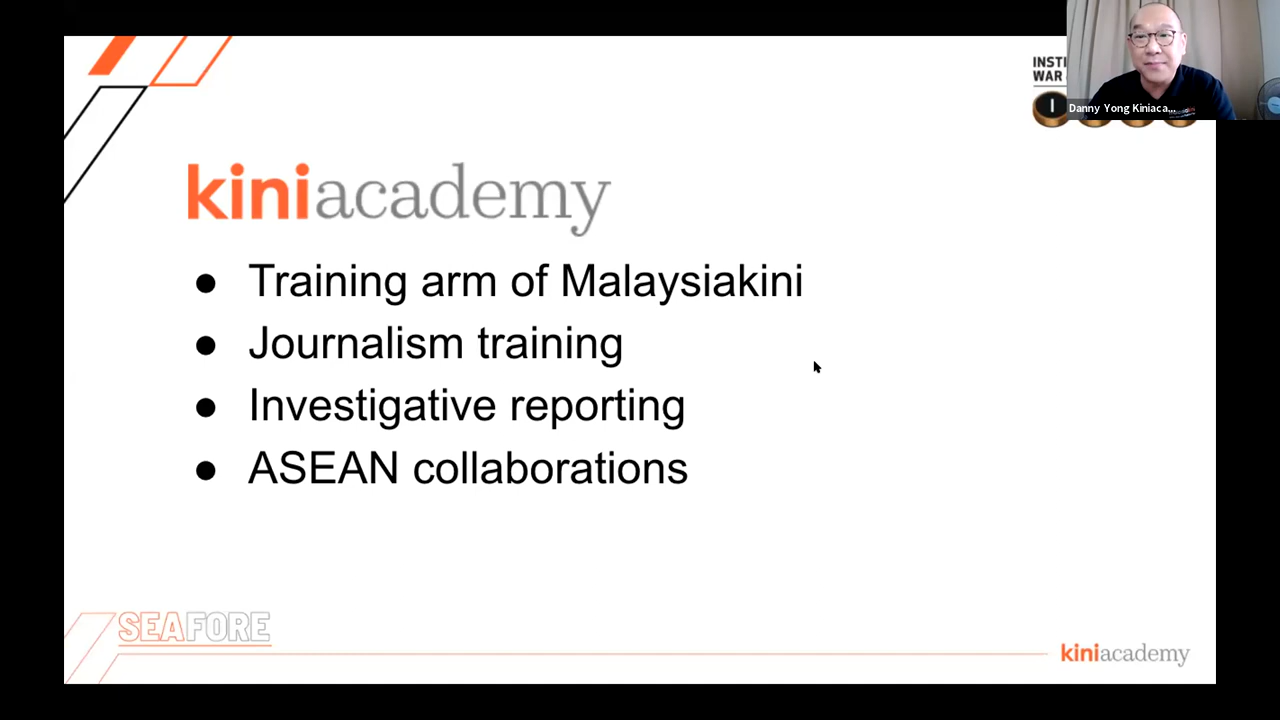 INSTI
WAR
I
Danny Yong Kiniaca...
kiniacademy
● Training arm of Malaysiakini
● Journalism training
● Investigative reporting
● ASEAN collaborations
SEAFORE
kiniacademy